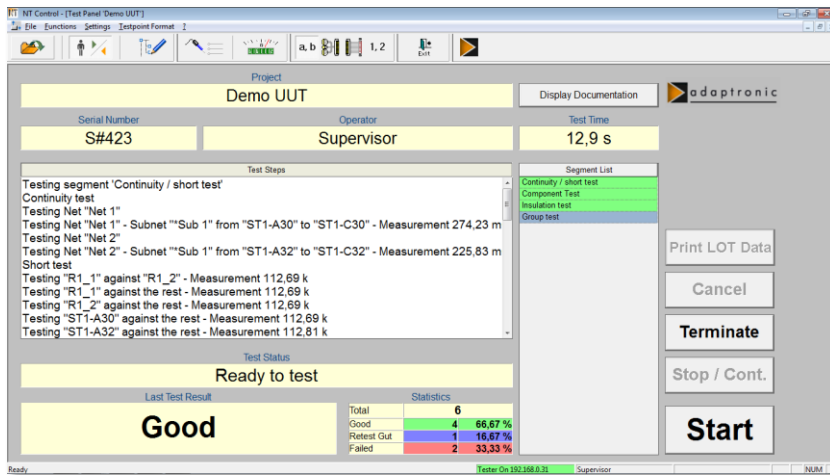 NT Control - [Test Panel 'Demo UUT']
File Functions Settings Testpoint Format ?
a, b 1, 2 Exit
Project
Demo UUT
Display Documentation
adaptronic
Serial Number Operator Test Time
S#423 Supervisor 12,9 s
Test Steps
Testing segment 'Continuity / short test'
Continuity test
Testing Net "Net 1"
Testing Net "Net 1" - Subnet "*Sub 1" from "ST1-A30" to "ST1-C30" - Measurement 274,23 m
Testing Net "Net 2"
Testing Net "Net 2" - Subnet "*Sub 1" from "ST1-A32" to "ST1-C32" - Measurement 225,83 m
Short test
Testing "R1_1" against "R1_2" - Measurement 112,69 k
Testing "R1_1" against the rest - Measurement 112,69 k
Testing "R1_2" against the rest - Measurement 112,69 k
Testing "ST1-A30" against the rest - Measurement 112,69 k
Testing "ST1-A32" against the rest - Measurement 112,81 k
Segment List
Continuity / short test
Component Test
Insulation test
Group test
Print LOT Data
Cancel
Terminate
Stop / Cont.
Start
Test Status
Ready to test
Last Test Result
Good
Statistics
Total 6
Good 4 66,67 %
Retest Gut 1 16,67 %
Failed 2 33,33 %
Ready Tester On 192.168.0.31 Supervisor NUM